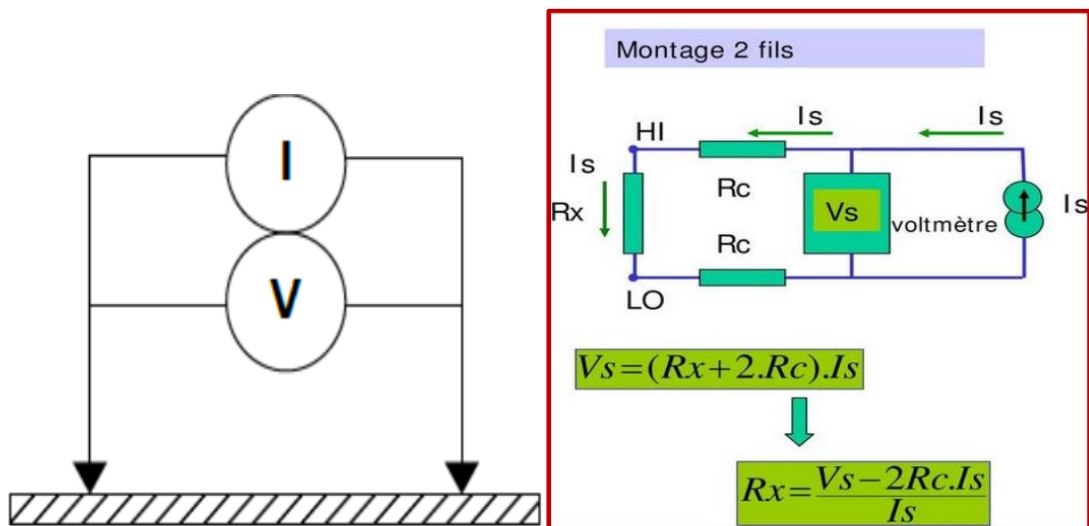 I
V
Montage 2 fils
Is
Is
HI
Is
Rc
Rx
Vs
voltmètre
Is
Rc
LO
Vs=(Rx+2.Rc).Is
Rx=Vs-2Rc.Is
Is